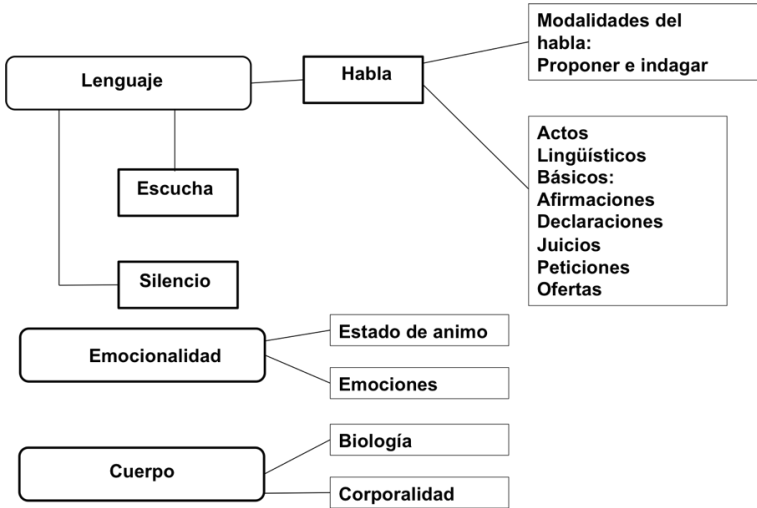 Lenguaje
Habla
Modalidades del
habla:
Proponer e indagar
Actos
Lingüísticos
Básicos:
Afirmaciones
Declaraciones
Juicios
Peticiones
Ofertas
Escucha
Silencio
Emocionalidad
Estado de animo
Emociones
Cuerpo
Biología
Corporalidad